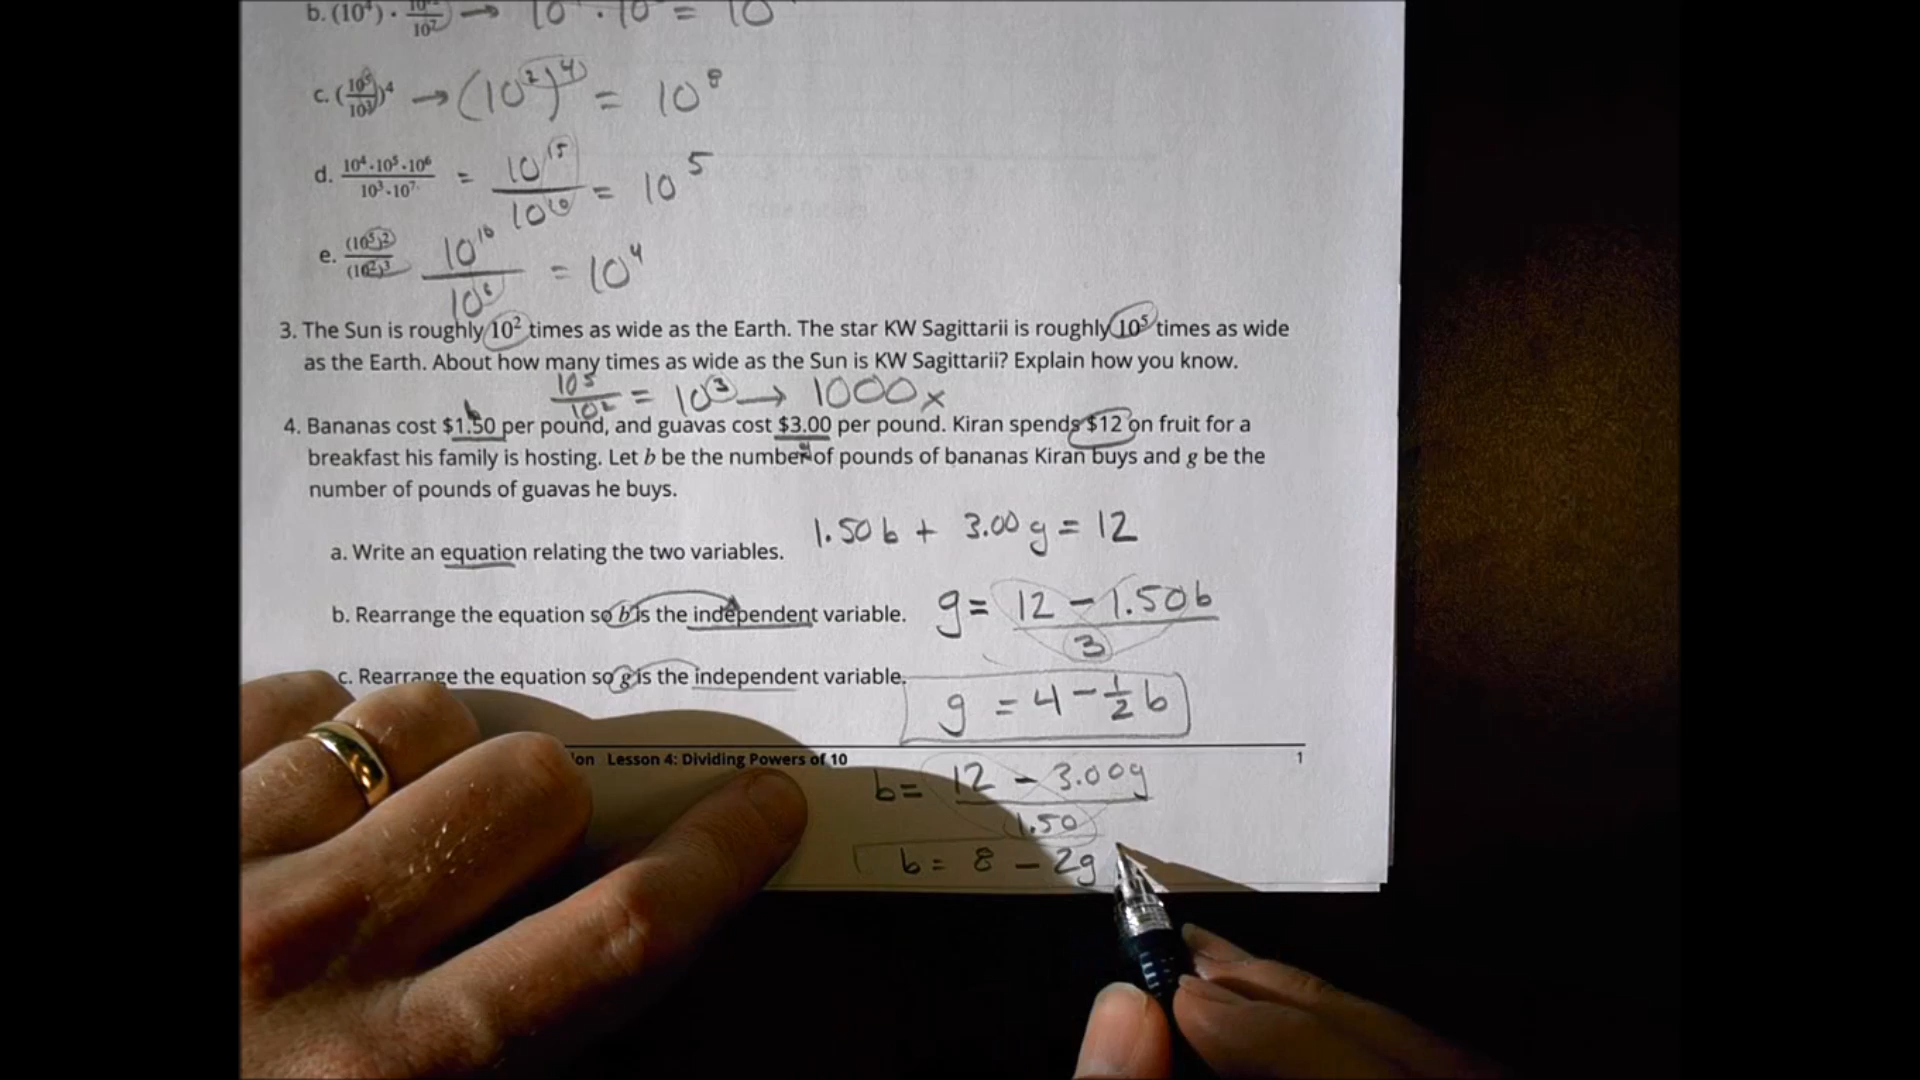 b. (10⁴) · 10 / 10² → 10 · 10 = 10
c. (10⁵/10³)⁴ → (10²)⁴ = 10⁸
d. 10⁴·10⁵·10⁶ / 10³·10⁷ = 10¹⁵ / 10¹⁰ = 10⁵
e. (10⁵)² / (10²)³ 10¹⁰ / 10⁶ = 10⁴
3. The Sun is roughly 10² times as wide as the Earth. The star KW Sagittarii is roughly 10⁵ times as wide
as the Earth. About how many times as wide as the Sun is KW Sagittarii? Explain how you know.
10⁵ / 10² = 10³ → 1000x
b
4. Bananas cost $1.50 per pound, and guavas cost $3.00 per pound. Kiran spends $12 on fruit for a
g
breakfast his family is hosting. Let b be the number of pounds of bananas Kiran buys and g be the
number of pounds of guavas he buys.
1.50b + 3.00g = 12
a. Write an equation relating the two variables.
b. Rearrange the equation so b is the independent variable. g = 12 - 1.50b / 3
c. Rearrange the equation so g is the independent variable.
g = 4 - 1/2 b
Lesson 4: Dividing Powers of 10 1
b = 12 - 3.00g / 1.50
b = 8 - 2g